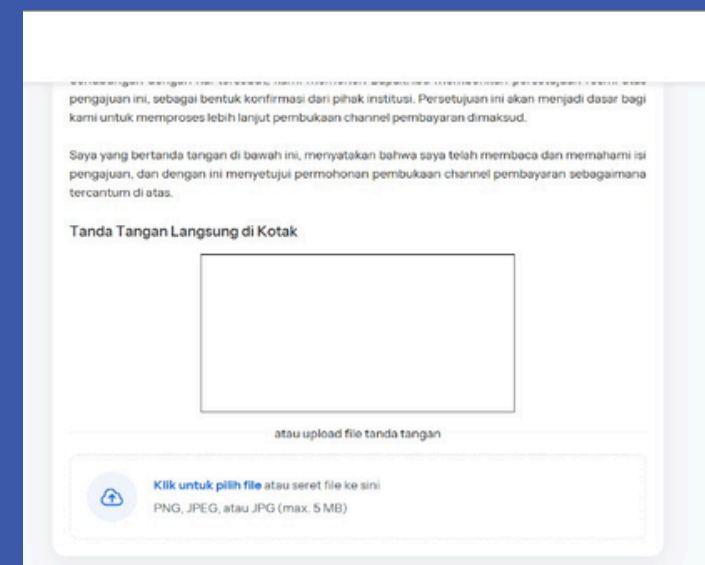 pengajuan ini, sebagai bentuk konfirmasi dari pihak institusi. Persetujuan ini akan menjadi dasar bagi
kami untuk memproses lebih lanjut pembukaan channel pembayaran dimaksud.
Saya yang bertanda tangan di bawah ini, menyatakan bahwa saya telah membaca dan memahami isi
pengajuan, dan dengan ini menyetujui permohonan pembukaan channel pembayaran sebagaimana
tercantum di atas.
Tanda Tangan Langsung di Kotak
atau upload file tanda tangan
Klik untuk pilih file atau seret file ke sini
PNG, JPEG, atau JPG (max. 5 MB)